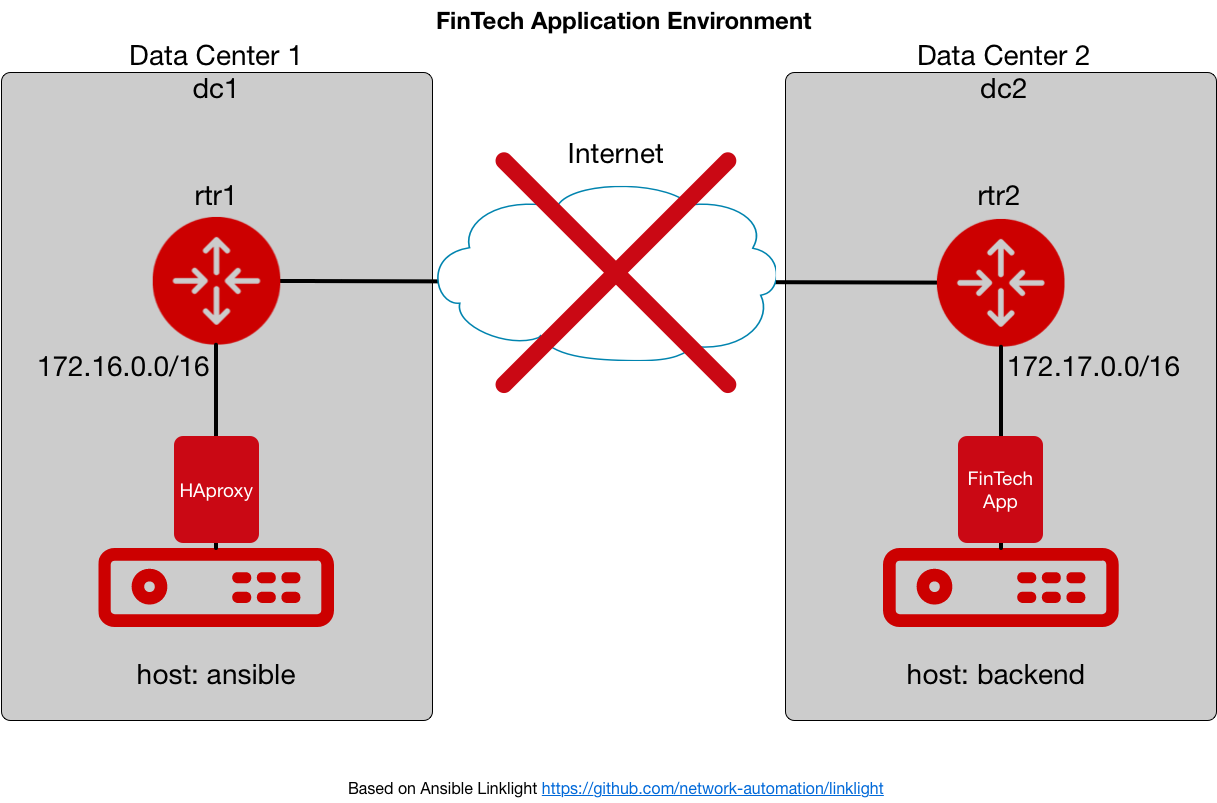 FinTech Application Environment
Data Center 1
dc1
rtr1
172.16.0.0/16
HAproxy
host: ansible
Internet
Data Center 2
dc2
rtr2
172.17.0.0/16
FinTech
App
host: backend
Based on Ansible Linklight https://github.com/network-automation/linklight